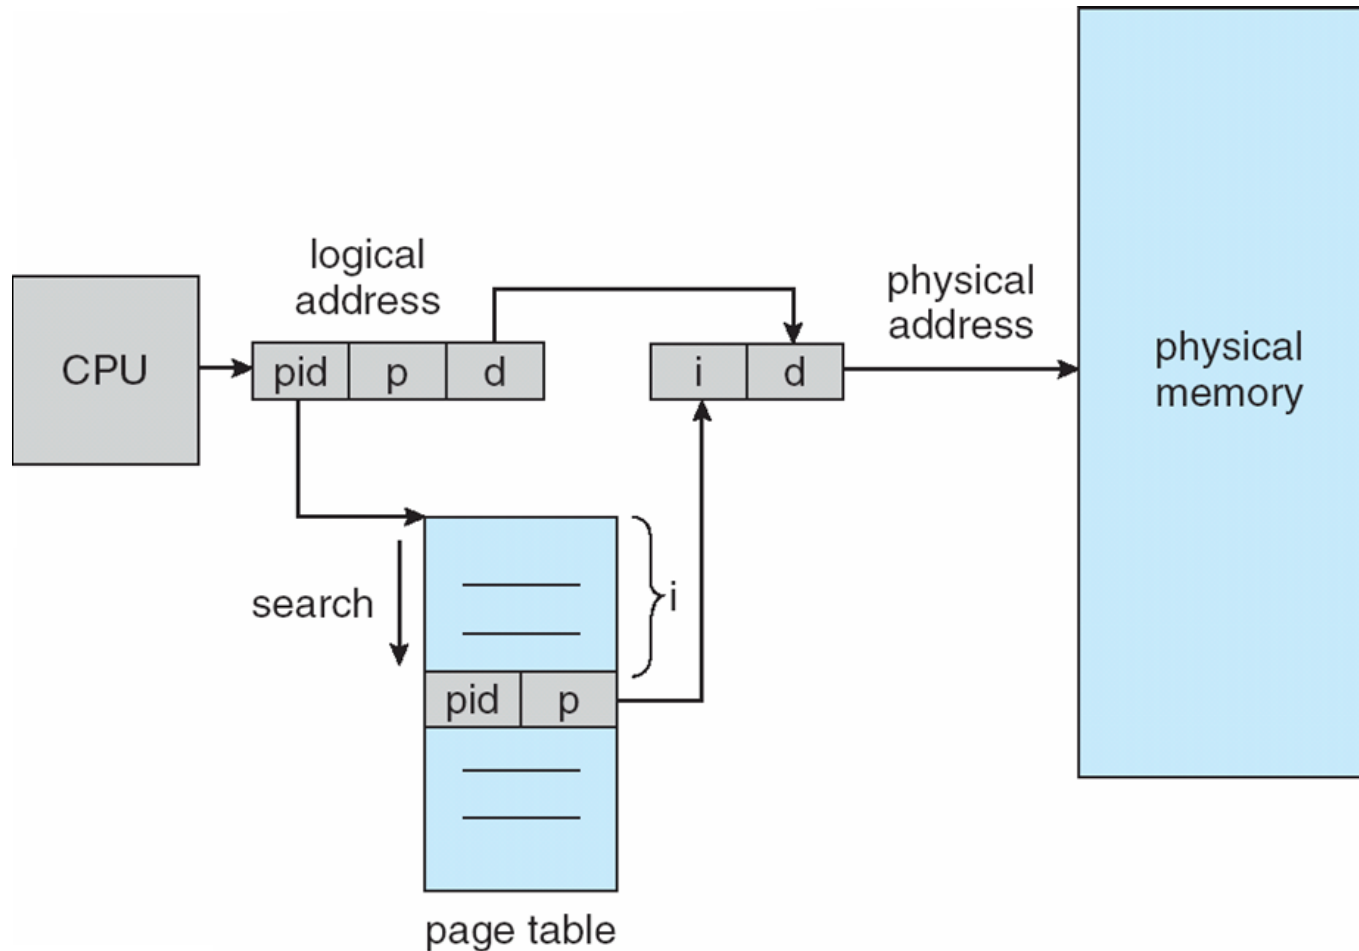 logical
address
physical
address
CPU
pid
p
d
i
d
physical
memory
search
i
pid
p
page table